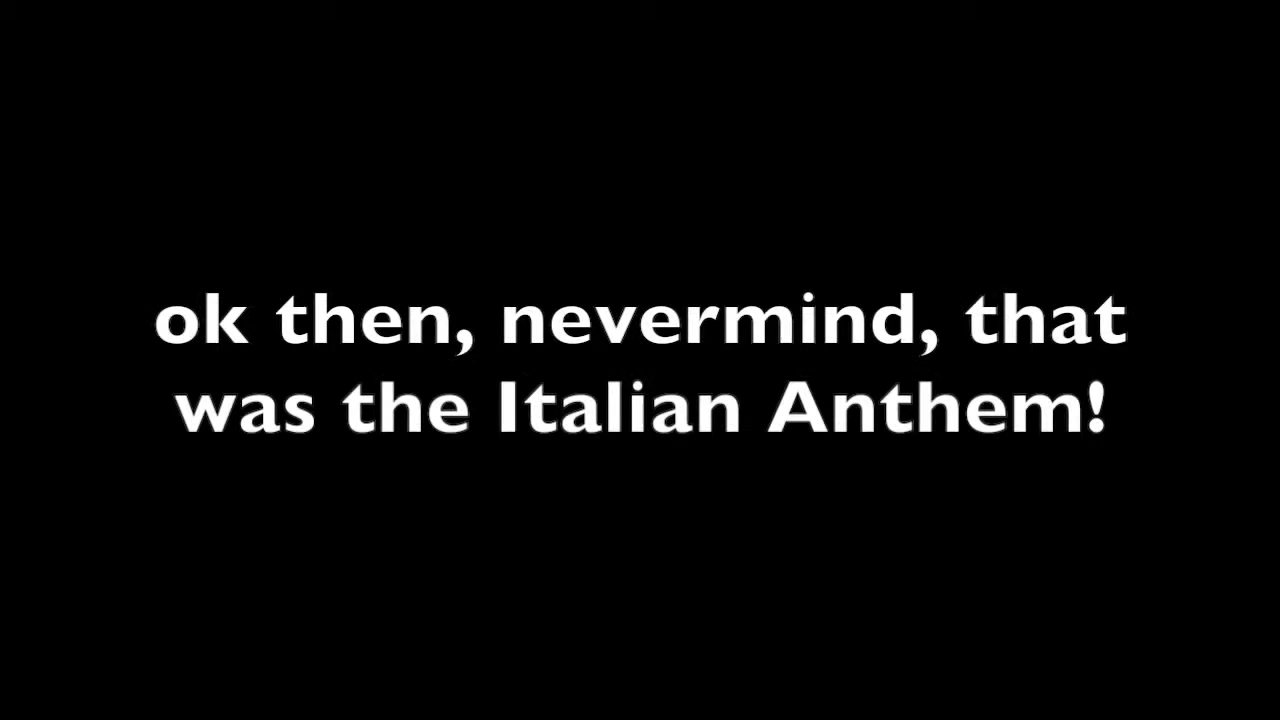 ok then, nevermind, that
was the Italian Anthem!